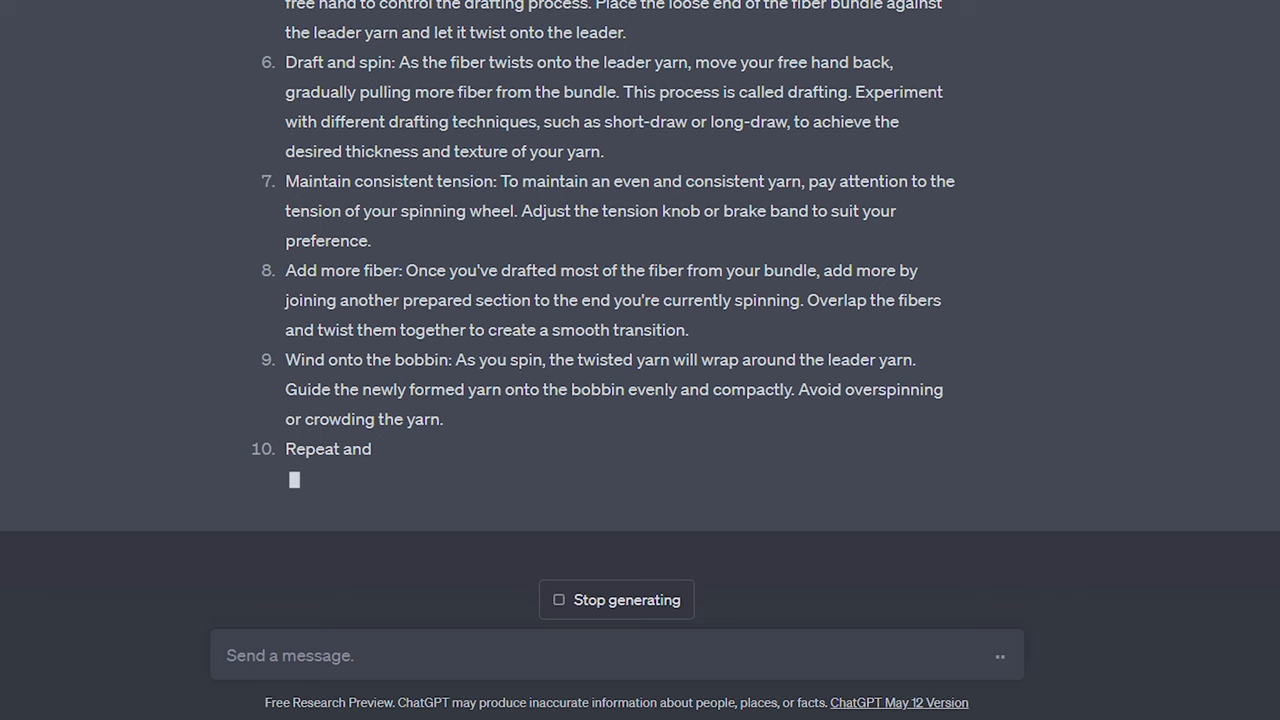 free hand to control the drafting process. Place the loose end of the fiber bundle against
the leader yarn and let it twist onto the leader.
6. Draft and spin: As the fiber twists onto the leader yarn, move your free hand back,
gradually pulling more fiber from the bundle. This process is called drafting. Experiment
with different drafting techniques, such as short-draw or long-draw, to achieve the
desired thickness and texture of your yarn.
7. Maintain consistent tension: To maintain an even and consistent yarn, pay attention to the
tension of your spinning wheel. Adjust the tension knob or brake band to suit your
preference.
8. Add more fiber: Once you've drafted most of the fiber from your bundle, add more by
joining another prepared section to the end you're currently spinning. Overlap the fibers
and twist them together to create a smooth transition.
9. Wind onto the bobbin: As you spin, the twisted yarn will wrap around the leader yarn.
Guide the newly formed yarn onto the bobbin evenly and compactly. Avoid overspinning
or crowding the yarn.
10. Repeat and
Stop generating
Send a message.
Free Research Preview. ChatGPT may produce inaccurate information about people, places, or facts. ChatGPT May 12 Version